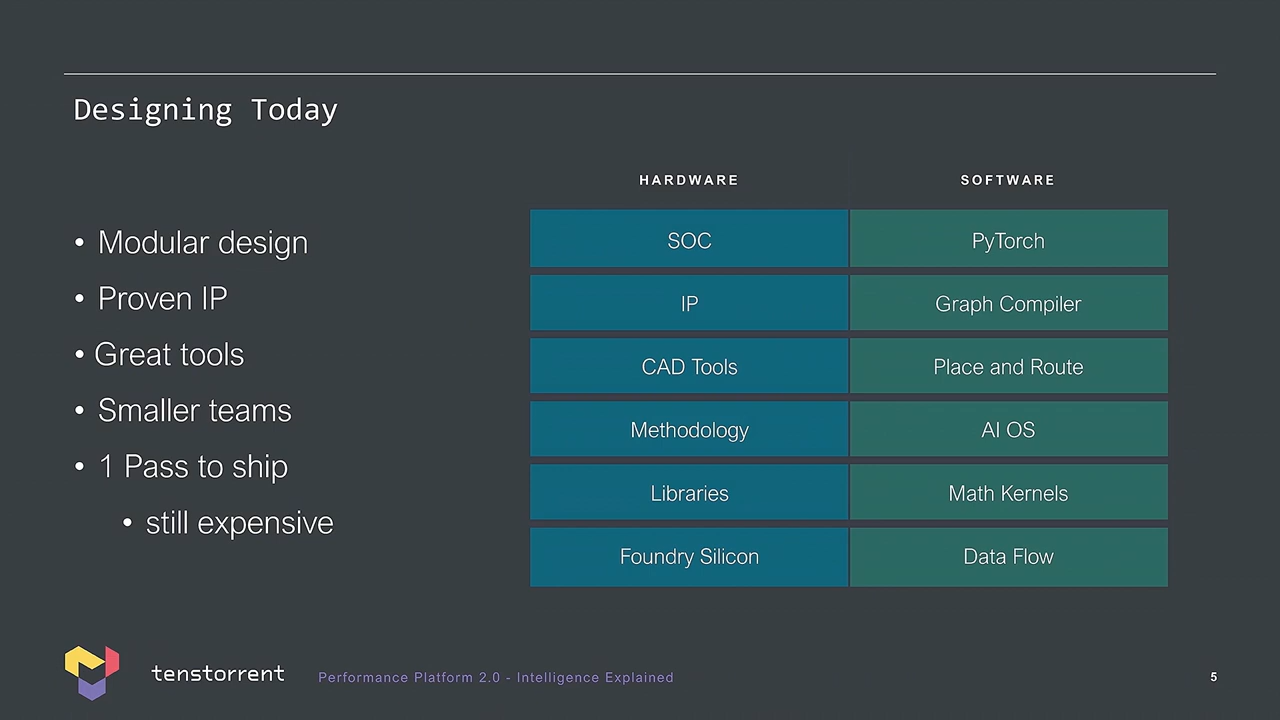 Designing Today
• Modular design
• Proven IP
• Great tools
• Smaller teams
• 1 Pass to ship
• still expensive
HARDWARE SOFTWARE
SOC PyTorch
IP Graph Compiler
CAD Tools Place and Route
Methodology AI OS
Libraries Math Kernels
Foundry Silicon Data Flow
tenstorrent Performance Platform 2.0 - Intelligence Explained 5